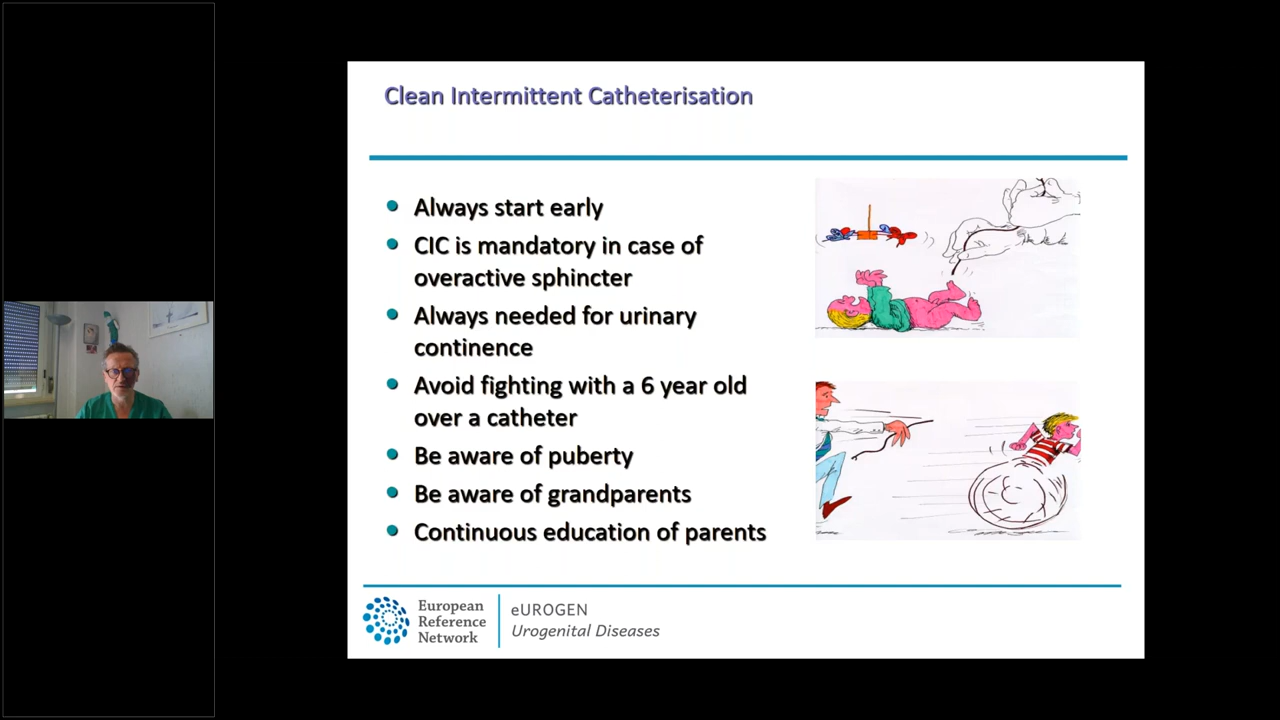 Clean Intermittent Catheterisation
Always start early
CIC is mandatory in case of
overactive sphincter
Always needed for urinary
continence
Avoid fighting with a 6 year old
over a catheter
Be aware of puberty
Be aware of grandparents
Continuous education of parents
European
Reference
Network
eUROGEN
Urogenital Diseases